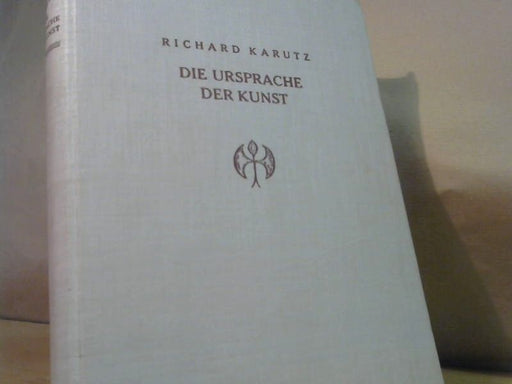 RICHARD KARUTZ
DIE URSPRACHE
DER KUNST